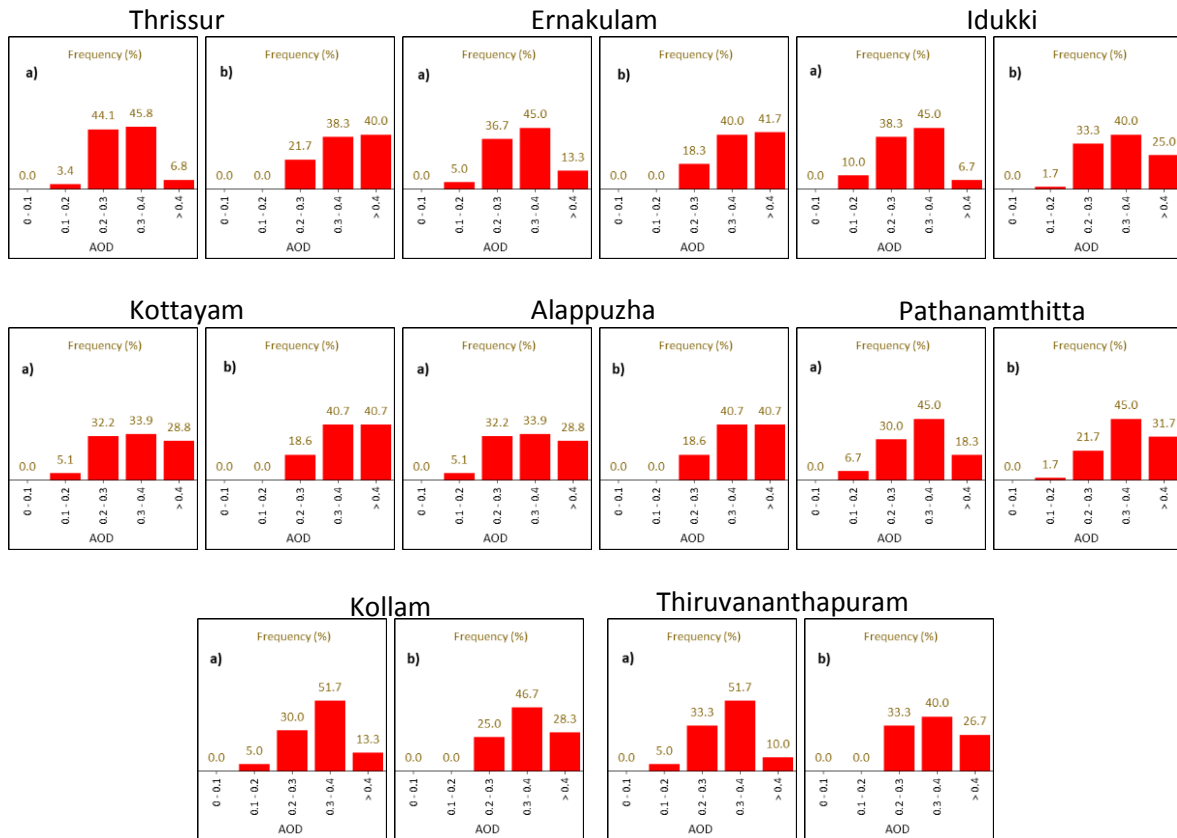 Thrissur Ernakulam Idukki
Frequency (%) Frequency (%) Frequency (%) Frequency (%) Frequency (%) Frequency (%)
a) b) a) b) a) b)
0.0 3.4 44.1 45.8 6.8 0.0 0.0 21.7 38.3 40.0 0.0 5.0 36.7 45.0 13.3 0.0 0.0 18.3 40.0 41.7 0.0 10.0 38.3 45.0 6.7 0.0 1.7 33.3 40.0 25.0
0 - 0.1 0.1 - 0.2 0.2 - 0.3 0.3 - 0.4 > 0.4 0 - 0.1 0.1 - 0.2 0.2 - 0.3 0.3 - 0.4 > 0.4 0 - 0.1 0.1 - 0.2 0.2 - 0.3 0.3 - 0.4 > 0.4 0 - 0.1 0.1 - 0.2 0.2 - 0.3 0.3 - 0.4 > 0.4 0 - 0.1 0.1 - 0.2 0.2 - 0.3 0.3 - 0.4 > 0.4 0 - 0.1 0.1 - 0.2 0.2 - 0.3 0.3 - 0.4 > 0.4
AOD AOD AOD AOD AOD AOD
Kottayam Alappuzha Pathanamthitta
Frequency (%) Frequency (%) Frequency (%) Frequency (%) Frequency (%) Frequency (%)
a) b) a) b) a) b)
0.0 5.1 32.2 33.9 28.8 0.0 0.0 18.6 40.7 40.7 0.0 5.1 32.2 33.9 28.8 0.0 0.0 18.6 40.7 40.7 0.0 6.7 30.0 45.0 18.3 0.0 1.7 21.7 45.0 31.7
0 - 0.1 0.1 - 0.2 0.2 - 0.3 0.3 - 0.4 > 0.4 0 - 0.1 0.1 - 0.2 0.2 - 0.3 0.3 - 0.4 > 0.4 0 - 0.1 0.1 - 0.2 0.2 - 0.3 0.3 - 0.4 > 0.4 0 - 0.1 0.1 - 0.2 0.2 - 0.3 0.3 - 0.4 > 0.4 0 - 0.1 0.1 - 0.2 0.2 - 0.3 0.3 - 0.4 > 0.4 0 - 0.1 0.1 - 0.2 0.2 - 0.3 0.3 - 0.4 > 0.4
AOD AOD AOD AOD AOD AOD
Kollam Thiruvananthapuram
Frequency (%) Frequency (%) Frequency (%) Frequency (%)
a) b) a) b)
0.0 5.0 30.0 51.7 13.3 0.0 0.0 25.0 46.7 28.3 0.0 5.0 33.3 51.7 10.0 0.0 0.0 33.3 40.0 26.7
0 - 0.1 0.1 - 0.2 0.2 - 0.3 0.3 - 0.4 > 0.4 0 - 0.1 0.1 - 0.2 0.2 - 0.3 0.3 - 0.4 > 0.4 0 - 0.1 0.1 - 0.2 0.2 - 0.3 0.3 - 0.4 > 0.4 0 - 0.1 0.1 - 0.2 0.2 - 0.3 0.3 - 0.4 > 0.4
AOD AOD AOD AOD